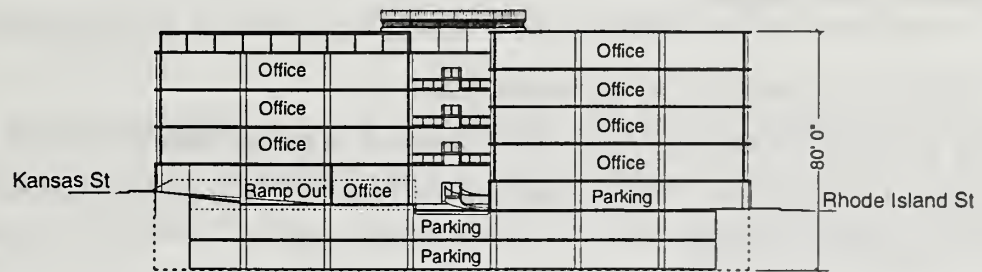 Office
Office
Office
Office
Office
Office
Office
80' 0"
Kansas St
Ramp Out
Office
Parking
Rhode Island St
Parking
Parking